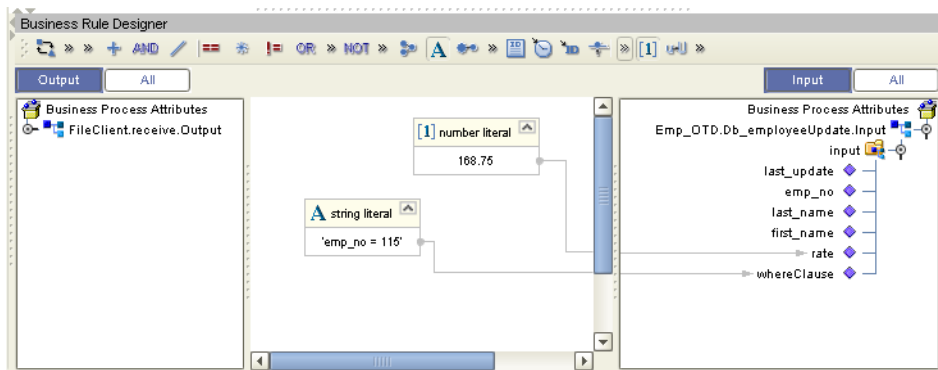 Business Rule Designer
» » AND == != OR » NOT » A » » [1] »
Output All Input All
Business Process Attributes
FileClient.receive.Output
[1] number literal
168.75
A string literal
'emp_no = 115'
Business Process Attributes
Emp_OTD.Db_employeeUpdate.Input
input
last_update
emp_no
last_name
first_name
rate
whereClause